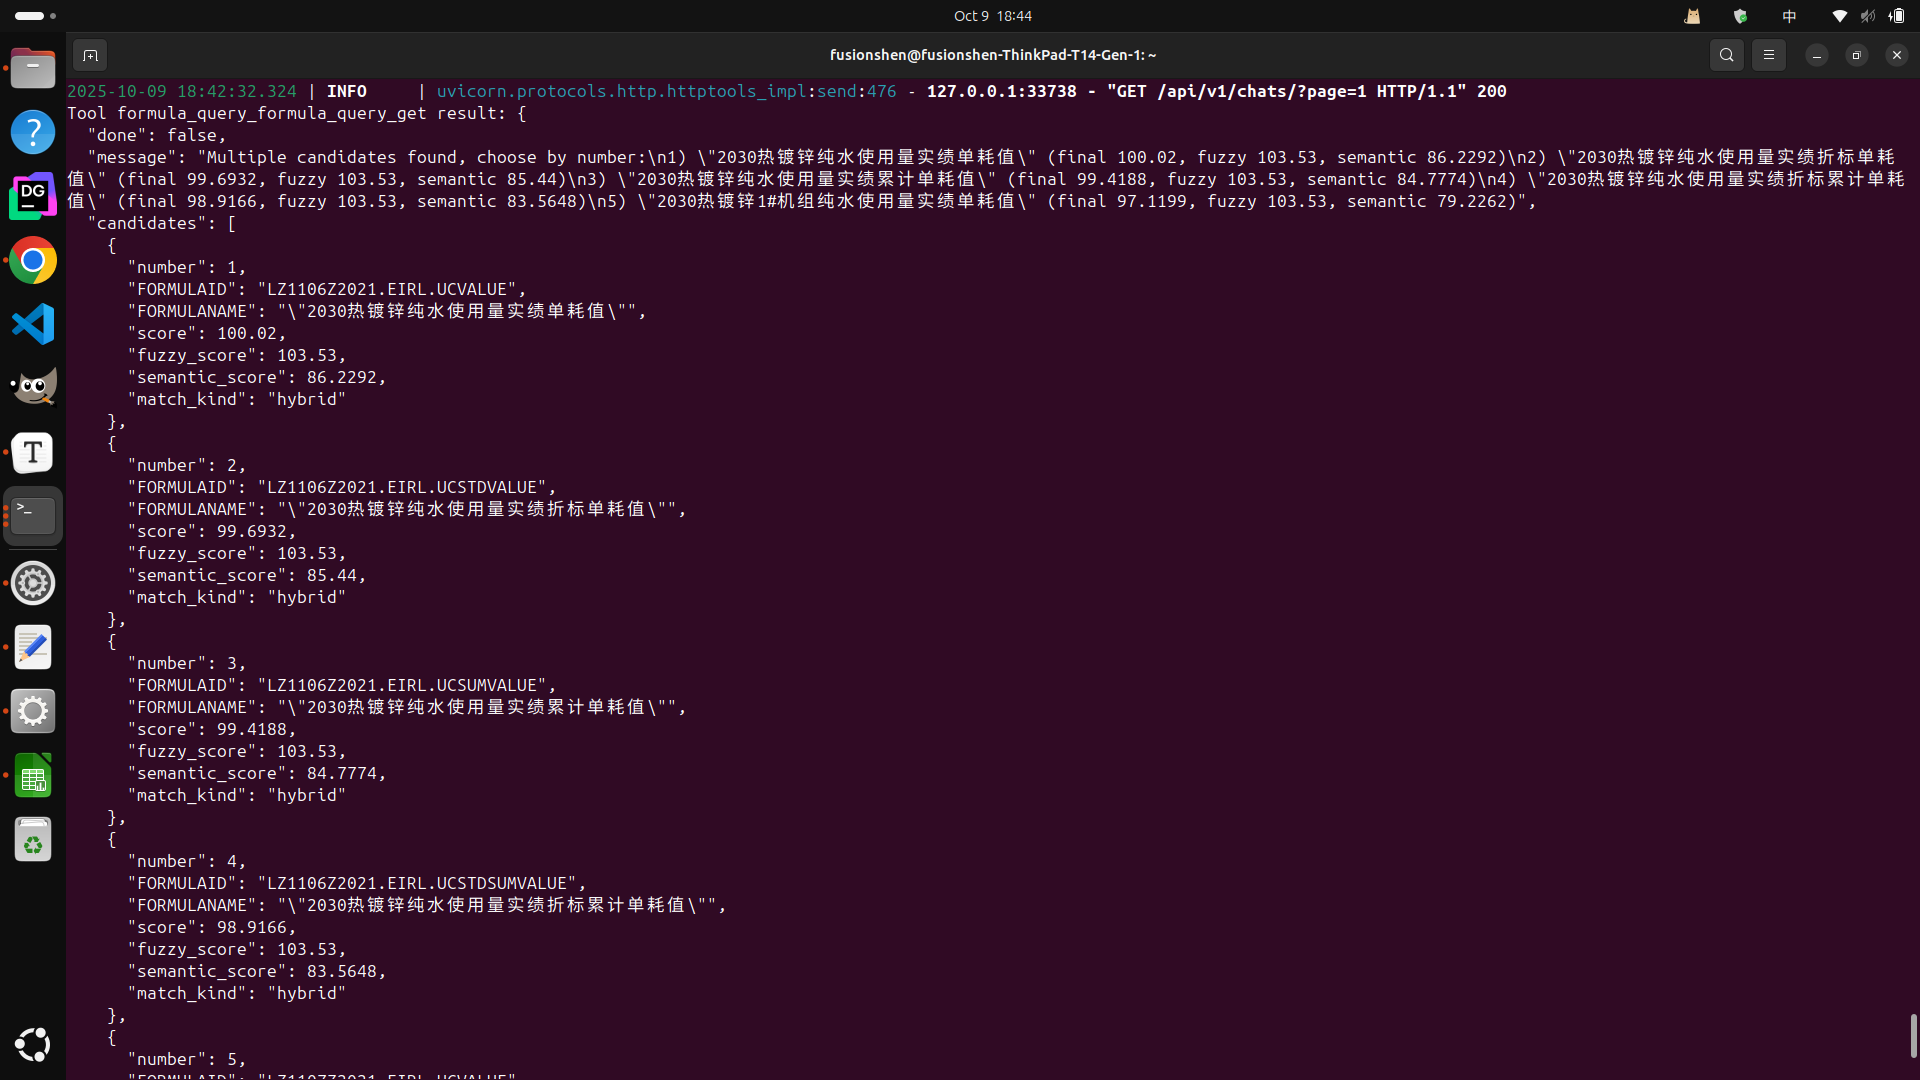 Oct 9 18:44
中
fusionshen@fusionshen-ThinkPad-T14-Gen-1: ~
2025-10-09 18:42:32.324 | INFO     | uvicorn.protocols.http.httptools_impl:send:476 - 127.0.0.1:33738 - "GET /api/v1/chats/?page=1 HTTP/1.1" 200
Tool formula_query_formula_query_get result: {
  "done": false,
  "message": "Multiple candidates found, choose by number:\n1) \"2030热镀锌纯水使用量实绩单耗值\" (final 100.02, fuzzy 103.53, semantic 86.2292)\n2) \"2030热镀锌纯水使用量实绩折标单耗
值\" (final 99.6932, fuzzy 103.53, semantic 85.44)\n3) \"2030热镀锌纯水使用量实绩累计单耗值\" (final 99.4188, fuzzy 103.53, semantic 84.7774)\n4) \"2030热镀锌纯水使用量实绩折标累计单耗
值\" (final 98.9166, fuzzy 103.53, semantic 83.5648)\n5) \"2030热镀锌1#机组纯水使用量实绩单耗值\" (final 97.1199, fuzzy 103.53, semantic 79.2262)",
  "candidates": [
    {
      "number": 1,
      "FORMULAID": "LZ1106Z2021.EIRL.UCVALUE",
      "FORMULANAME": "\"2030热镀锌纯水使用量实绩单耗值\"",
      "score": 100.02,
      "fuzzy_score": 103.53,
      "semantic_score": 86.2292,
      "match_kind": "hybrid"
    },
    {
      "number": 2,
      "FORMULAID": "LZ1106Z2021.EIRL.UCSTDVALUE",
      "FORMULANAME": "\"2030热镀锌纯水使用量实绩折标单耗值\"",
      "score": 99.6932,
      "fuzzy_score": 103.53,
      "semantic_score": 85.44,
      "match_kind": "hybrid"
    },
    {
      "number": 3,
      "FORMULAID": "LZ1106Z2021.EIRL.UCSUMVALUE",
      "FORMULANAME": "\"2030热镀锌纯水使用量实绩累计单耗值\"",
      "score": 99.4188,
      "fuzzy_score": 103.53,
      "semantic_score": 84.7774,
      "match_kind": "hybrid"
    },
    {
      "number": 4,
      "FORMULAID": "LZ1106Z2021.EIRL.UCSTDSUMVALUE",
      "FORMULANAME": "\"2030热镀锌纯水使用量实绩折标累计单耗值\"",
      "score": 98.9166,
      "fuzzy_score": 103.53,
      "semantic_score": 83.5648,
      "match_kind": "hybrid"
    },
    {
      "number": 5,